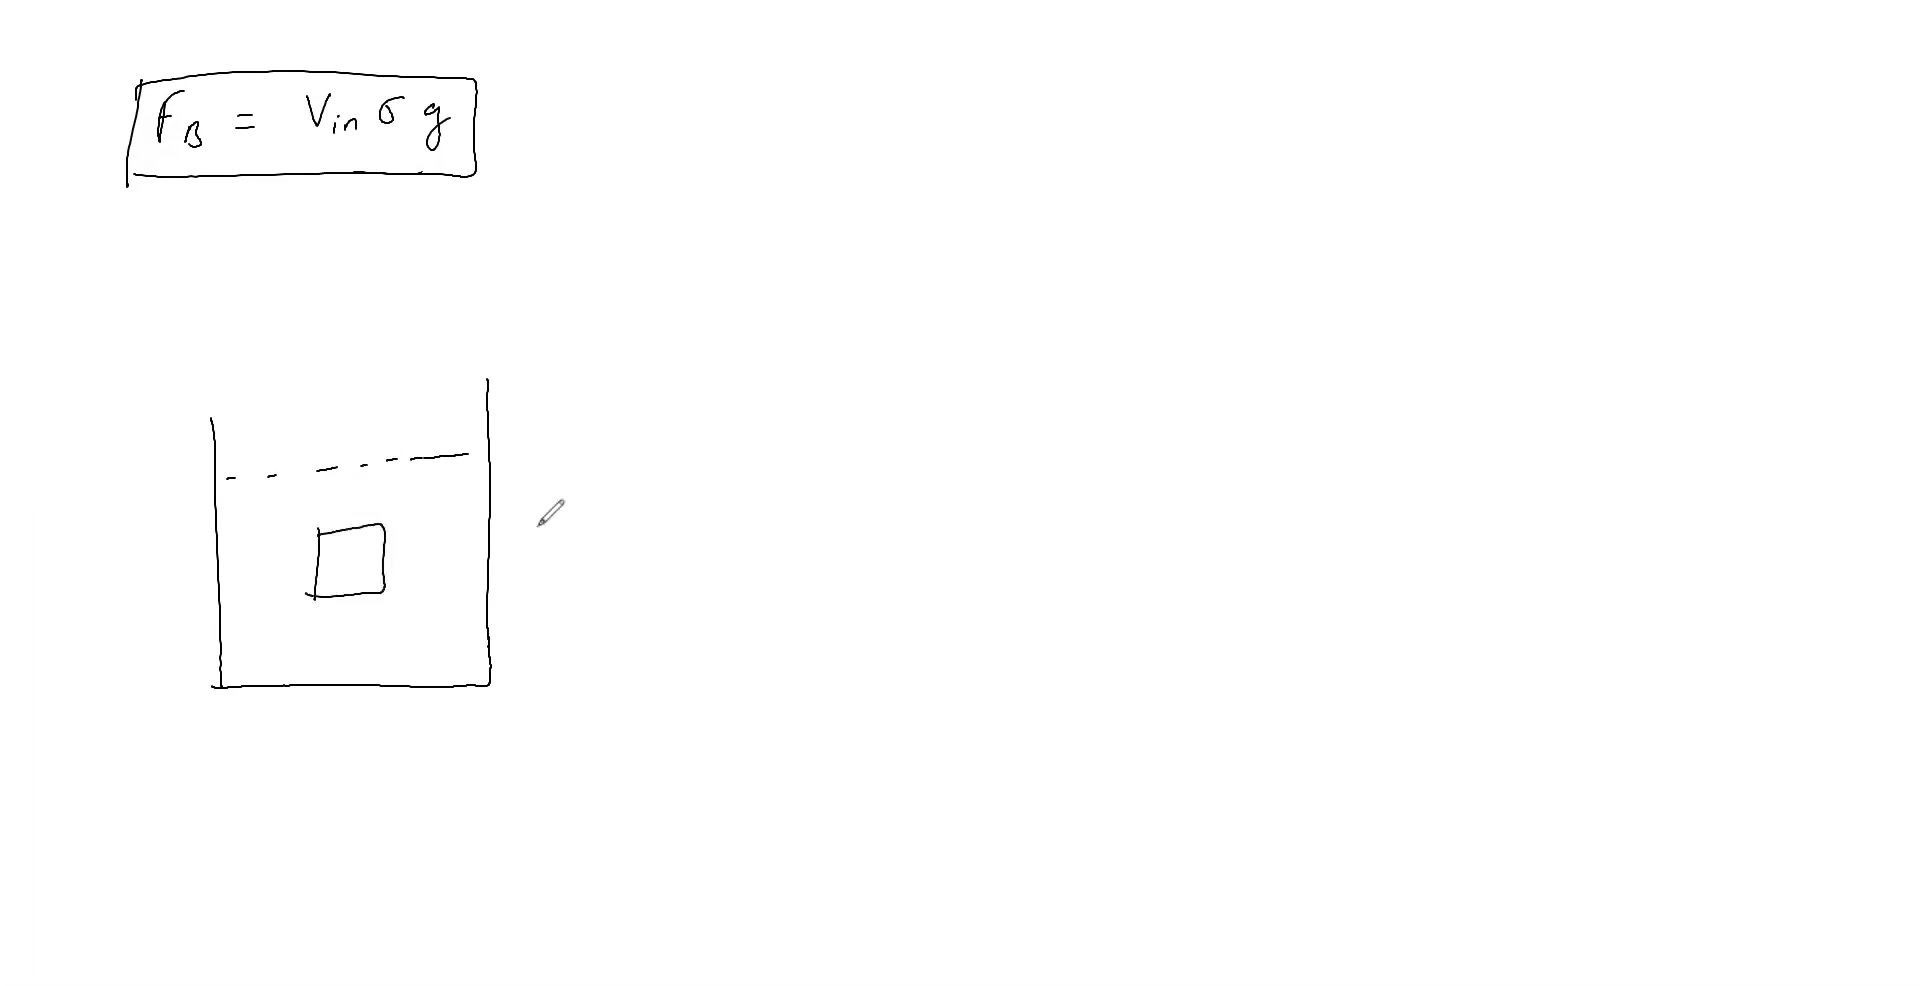 F_B = V_in σ g